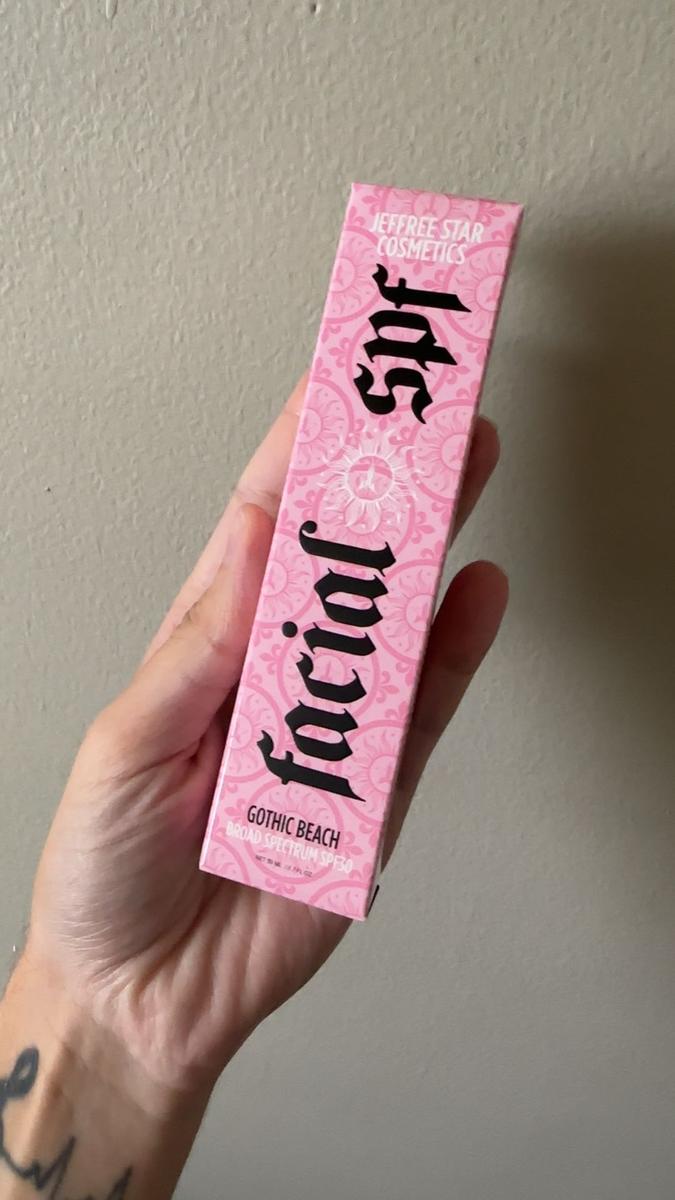 JEFFREE STAR
COSMETICS
facial spf
GOTHIC BEACH
BROAD SPECTRUM SPF30